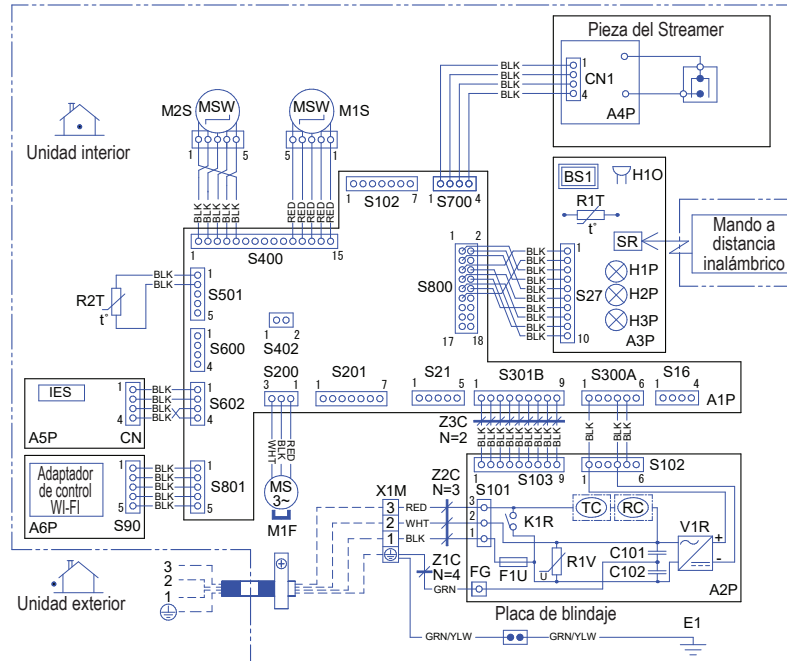 Pieza del Streamer
BLK
BLK
BLK
BLK
1
4
CN1
A4P
M2S
MSW
MSW
M1S
1
5
5
1
Unidad interior
BLK
BLK
BLK
BLK
BLK
RED
RED
RED
RED
RED
1
S102
7
S700
1
4
BS1
H1O
R1T
t°
SR
Mando a
distancia
inalámbrico
1
S400
15
1
2
S800
17
18
BLK
BLK
BLK
BLK
BLK
BLK
BLK
BLK
BLK
BLK
1
S27
10
H1P
H2P
H3P
A3P
R2T
t°
BLK
BLK
1
S501
5
1
S600
4
1
2
S402
IES
A5P
CN
1
4
BLK
BLK
BLK
BLK
1
S602
4
S200
3
1
S201
1
7
S21
1
5
S301B
1
9
S300A
1
6
S16
1
4
A1P
WHT
BLK
RED
MS
3~
M1F
Z3C
N=2
BLK
BLK
BLK
BLK
BLK
BLK
BLK
BLK
BLK
BLK
BLK
1
S103
9
1
S102
6
Adaptador
de control
WI-FI
A6P
S90
1
5
BLK
BLK
BLK
BLK
BLK
1
S801
5
X1M
3
2
1
RED
WHT
BLK
Z2C
N=3
S101
3
2
1
K1R
TC
RC
V1R
+
-
F1U
R1V
U
C101
C102
A2P
Z1C
N=4
GRN
FG
3
2
1
Unidad exterior
Placa de blindaje
GRN/YLW
GRN/YLW
E1